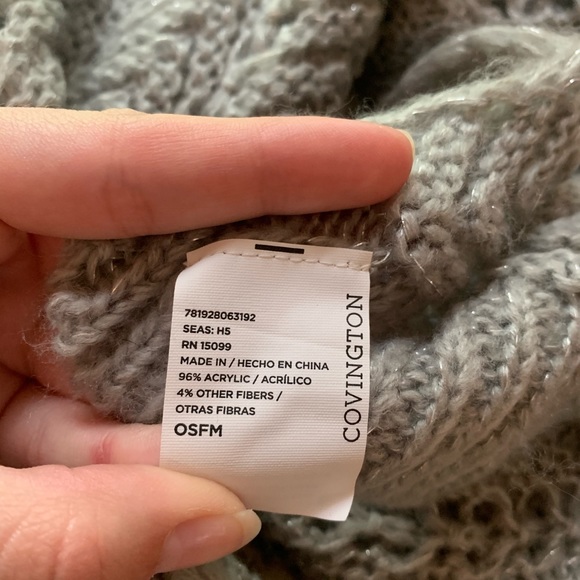 781928063192
SEAS: H5
RN 15099
MADE IN / HECHO EN CHINA
96% ACRYLIC / ACRÍLICO
4% OTHER FIBERS /
OTRAS FIBRAS
OSFM
COVINGTON